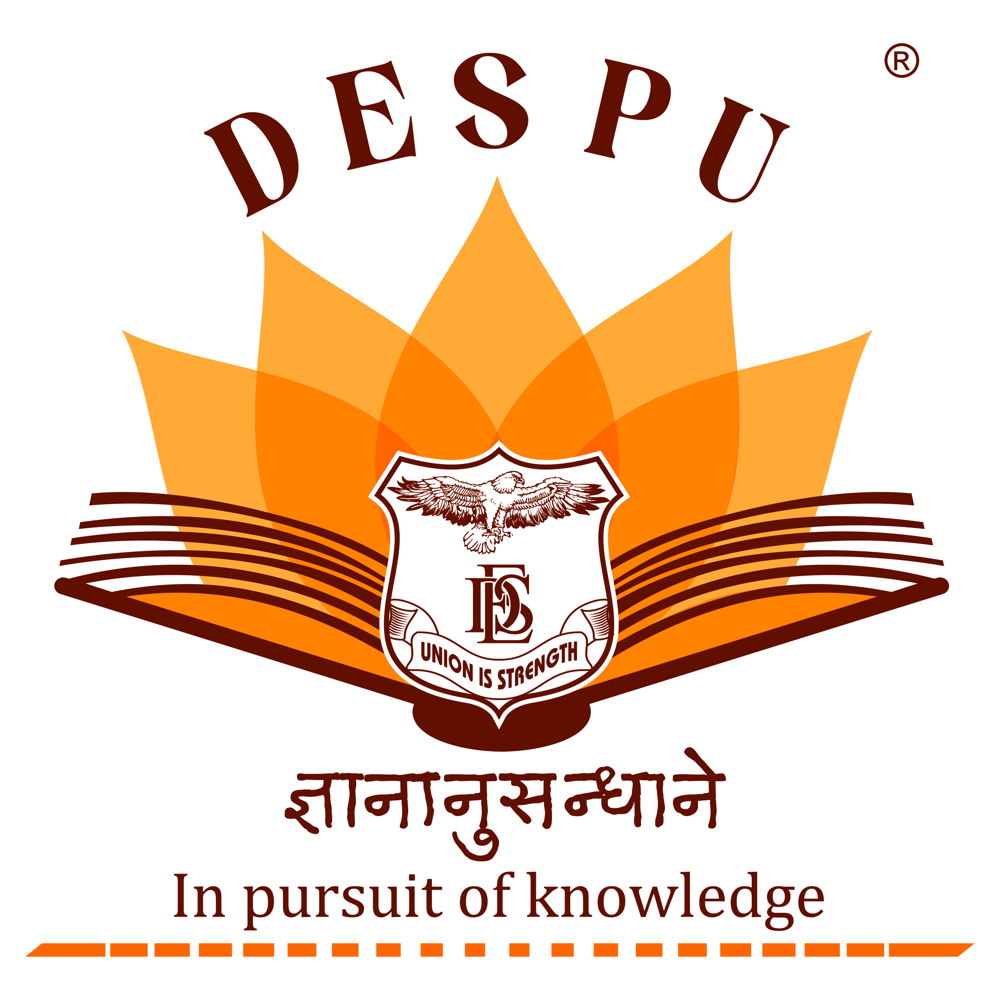 DESPU ®
UNION IS STRENGTH
ज्ञानानुसन्धाने
In pursuit of knowledge